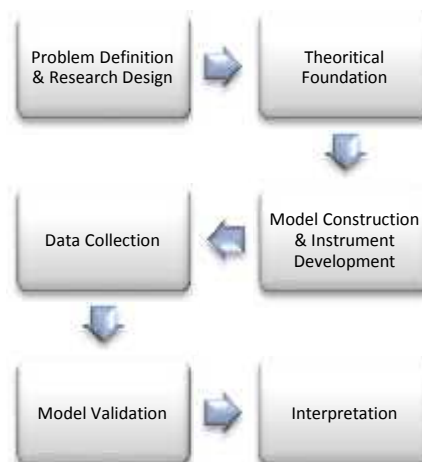 Problem Definition
& Research Design
Theoritical
Foundation
Model Construction
& Instrument
Development
Data Collection
Model Validation
Interpretation